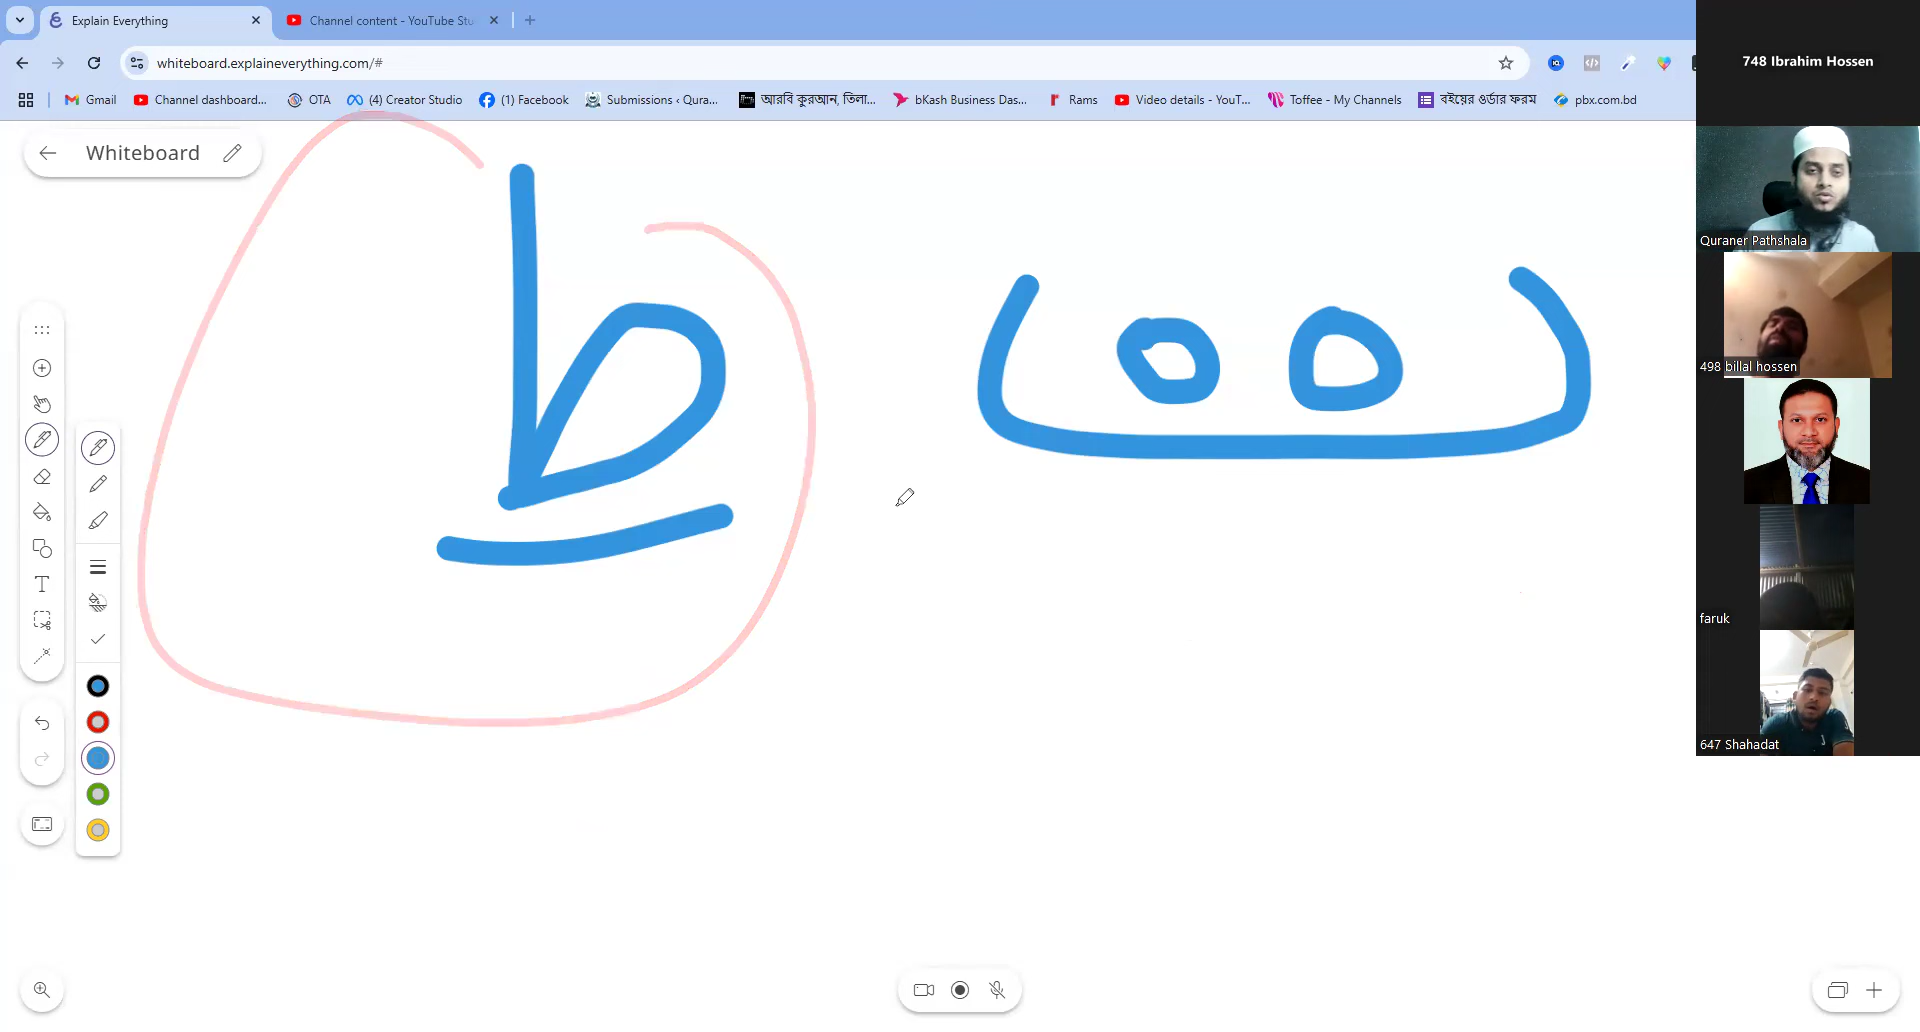 Explain Everything
Channel content - YouTube Stu
whiteboard.explaineverything.com/#
Gmail
Channel dashboard...
OTA
(4) Creator Studio
(1) Facebook
Submissions ‹ Qura...
আরবি কুরআন, তিলা...
bKash Business Das...
Rams
Video details - YouT...
Toffee - My Channels
বইয়ের ওর্ডার ফরম
pbx.com.bd
Whiteboard
T
748 Ibrahim Hossen
Quraner Pathshala
498 billal hossen
faruk
647 Shahadat